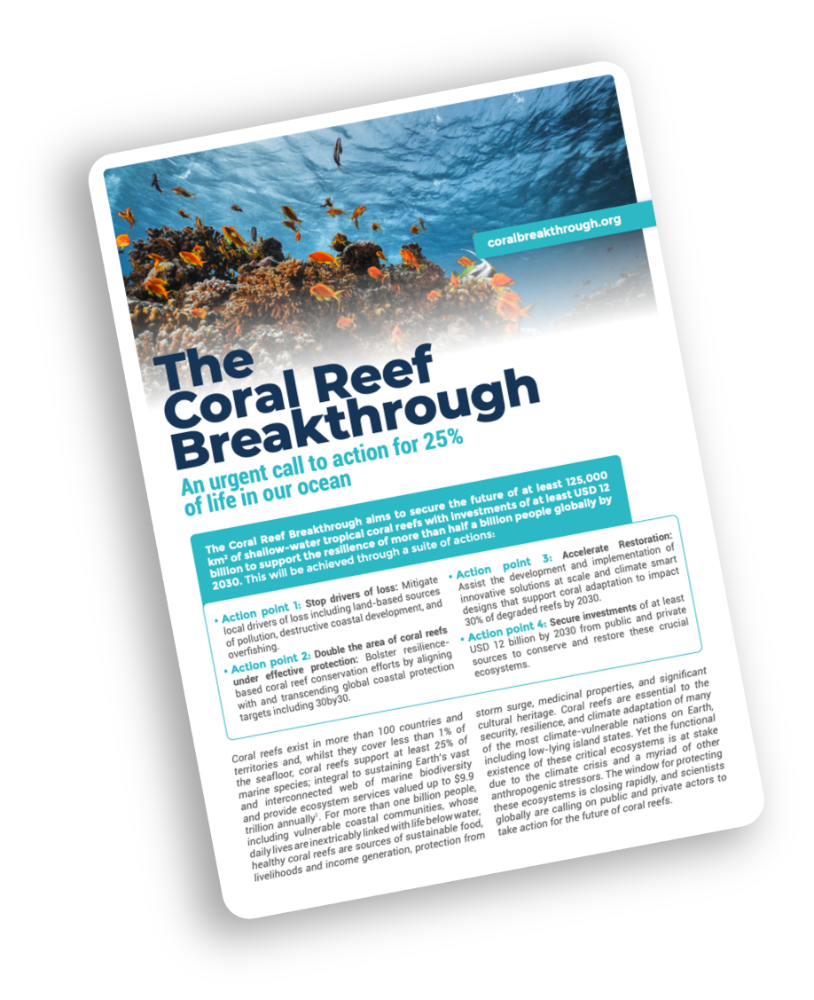 coralbreakthrough.org
The
Coral Reef
Breakthrough
An urgent call to action for 25%
of life in our ocean
The Coral Reef Breakthrough aims to secure the future of at least 125,000
km² of shallow-water tropical coral reefs with investments of at least USD 12
billion to support the resilience of more than half a billion people globally by
2030. This will be achieved through a suite of actions:
• Action point 1: Stop drivers of loss: Mitigate
local drivers of loss including land-based sources
of pollution, destructive coastal development, and
overfishing.
• Action point 2: Double the area of coral reefs
under effective protection: Bolster resilience-
based coral reef conservation efforts by aligning
with and transcending global coastal protection
targets including 30by30.
• Action point 3: Accelerate Restoration:
Assist the development and implementation of
innovative solutions at scale and climate smart
designs that support coral adaptation to impact
30% of degraded reefs by 2030.
• Action point 4: Secure investments of at least
USD 12 billion by 2030 from public and private
sources to conserve and restore these crucial
ecosystems.
Coral reefs exist in more than 100 countries and
territories and, whilst they cover less than 1% of
the seafloor, coral reefs support at least 25% of
marine species; integral to sustaining Earth's vast
and interconnected web of marine biodiversity
and provide ecosystem services valued up to $9.9
trillion annually¹. For more than one billion people,
including vulnerable coastal communities, whose
daily lives are inextricably linked with life below water,
healthy coral reefs are sources of sustainable food,
livelihoods and income generation, protection from
storm surge, medicinal properties, and significant
cultural heritage. Coral reefs are essential to the
security, resilience, and climate adaptation of many
of the most climate-vulnerable nations on Earth,
including low-lying island states. Yet the functional
existence of these critical ecosystems is at stake
due to the climate crisis and a myriad of other
anthropogenic stressors. The window for protecting
these ecosystems is closing rapidly, and scientists
globally are calling on public and private actors to
take action for the future of coral reefs.